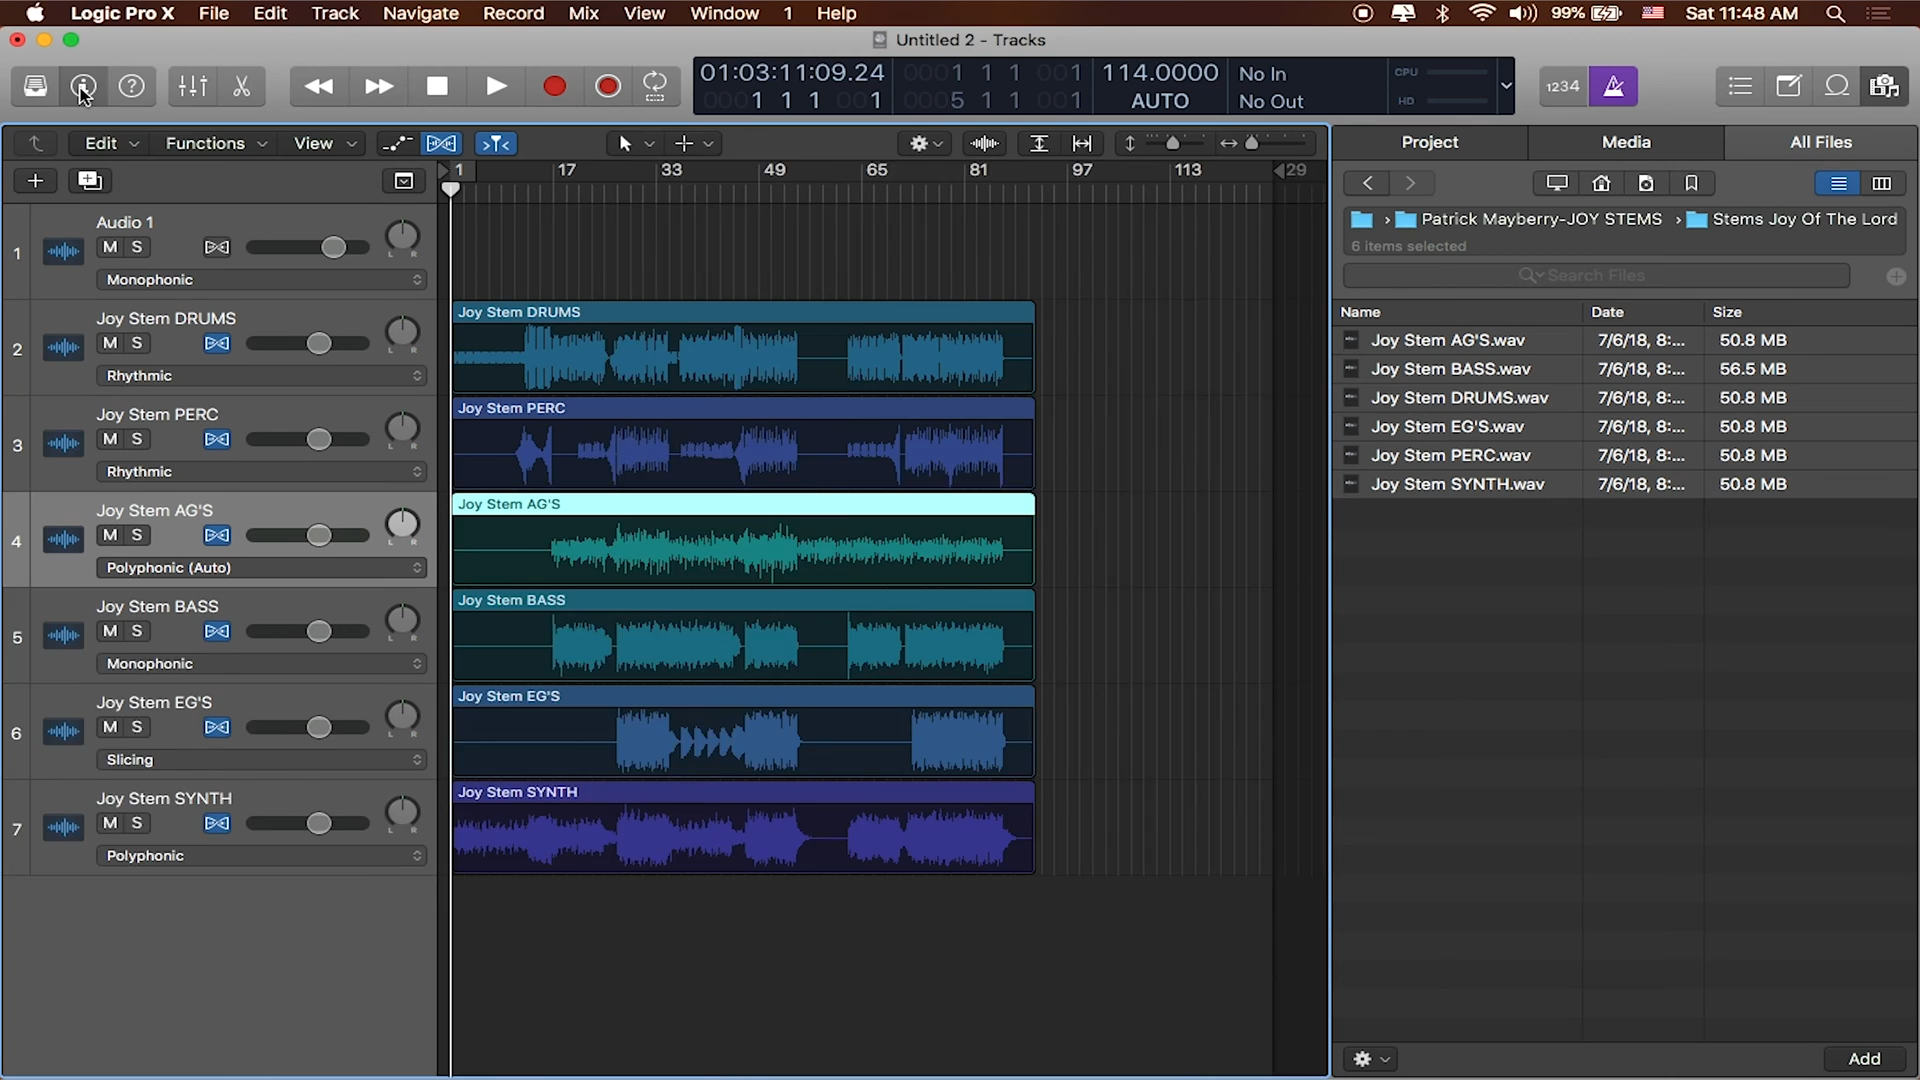 Logic Pro X File Edit Track Navigate Record Mix View Window 1 Help 99% Sat 11:48 AM
Untitled 2 - Tracks
01:03:11:09.24 0001 1 1 001 114.0000 No In CPU
0001 1 1 001 0005 1 1 001 AUTO No Out HD
1234
Edit Functions View
1 17 33 49 65 81 97 113 129
1 Audio 1
M S
L R
Monophonic
2 Joy Stem DRUMS
M S
L R
Rhythmic
3 Joy Stem PERC
M S
L R
Rhythmic
4 Joy Stem AG'S
M S
L R
Polyphonic (Auto)
5 Joy Stem BASS
M S
L R
Monophonic
6 Joy Stem EG'S
M S
L R
Slicing
7 Joy Stem SYNTH
M S
L R
Polyphonic
Joy Stem DRUMS
Joy Stem PERC
Joy Stem AG'S
Joy Stem BASS
Joy Stem EG'S
Joy Stem SYNTH
Project Media All Files
Patrick Mayberry-JOY STEMS Stems Joy Of The Lord
6 items selected
Search Files
Name Date Size
Joy Stem AG'S.wav 7/6/18, 8:... 50.8 MB
Joy Stem BASS.wav 7/6/18, 8:... 56.5 MB
Joy Stem DRUMS.wav 7/6/18, 8:... 50.8 MB
Joy Stem EG'S.wav 7/6/18, 8:... 50.8 MB
Joy Stem PERC.wav 7/6/18, 8:... 50.8 MB
Joy Stem SYNTH.wav 7/6/18, 8:... 50.8 MB
Add